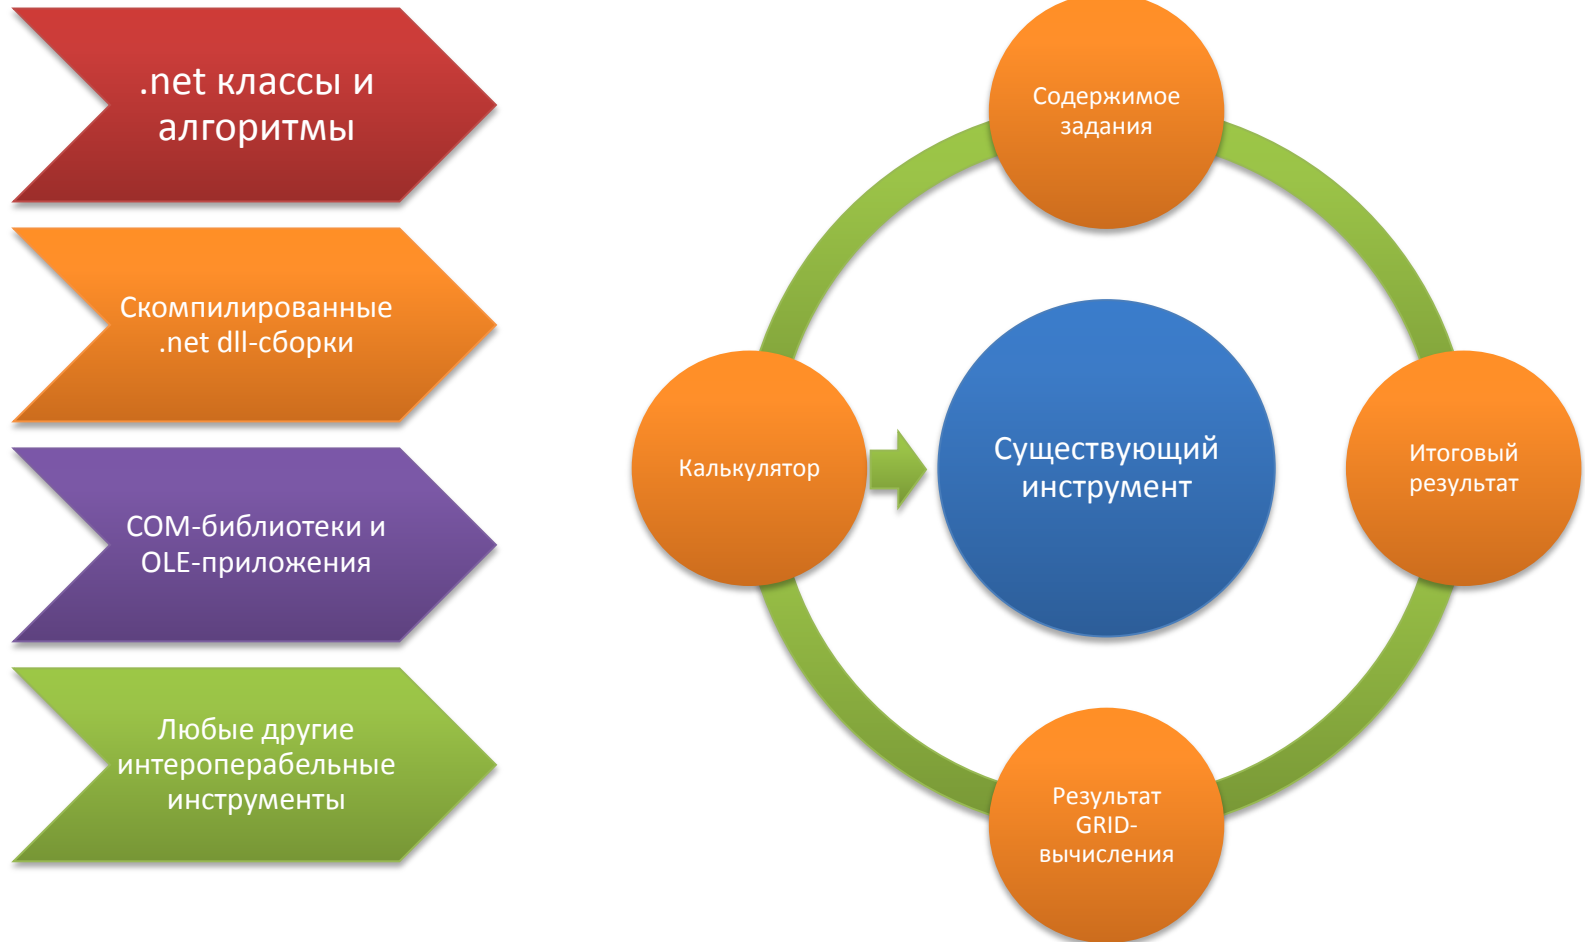 .net классы и
алгоритмы
Скомпилированные
.net dll-сборки
COM-библиотеки и
OLE-приложения
Любые другие
интероперабельные
инструменты
Содержимое
задания
Калькулятор
Существующий
инструмент
Итоговый
результат
Результат
GRID-
вычисления